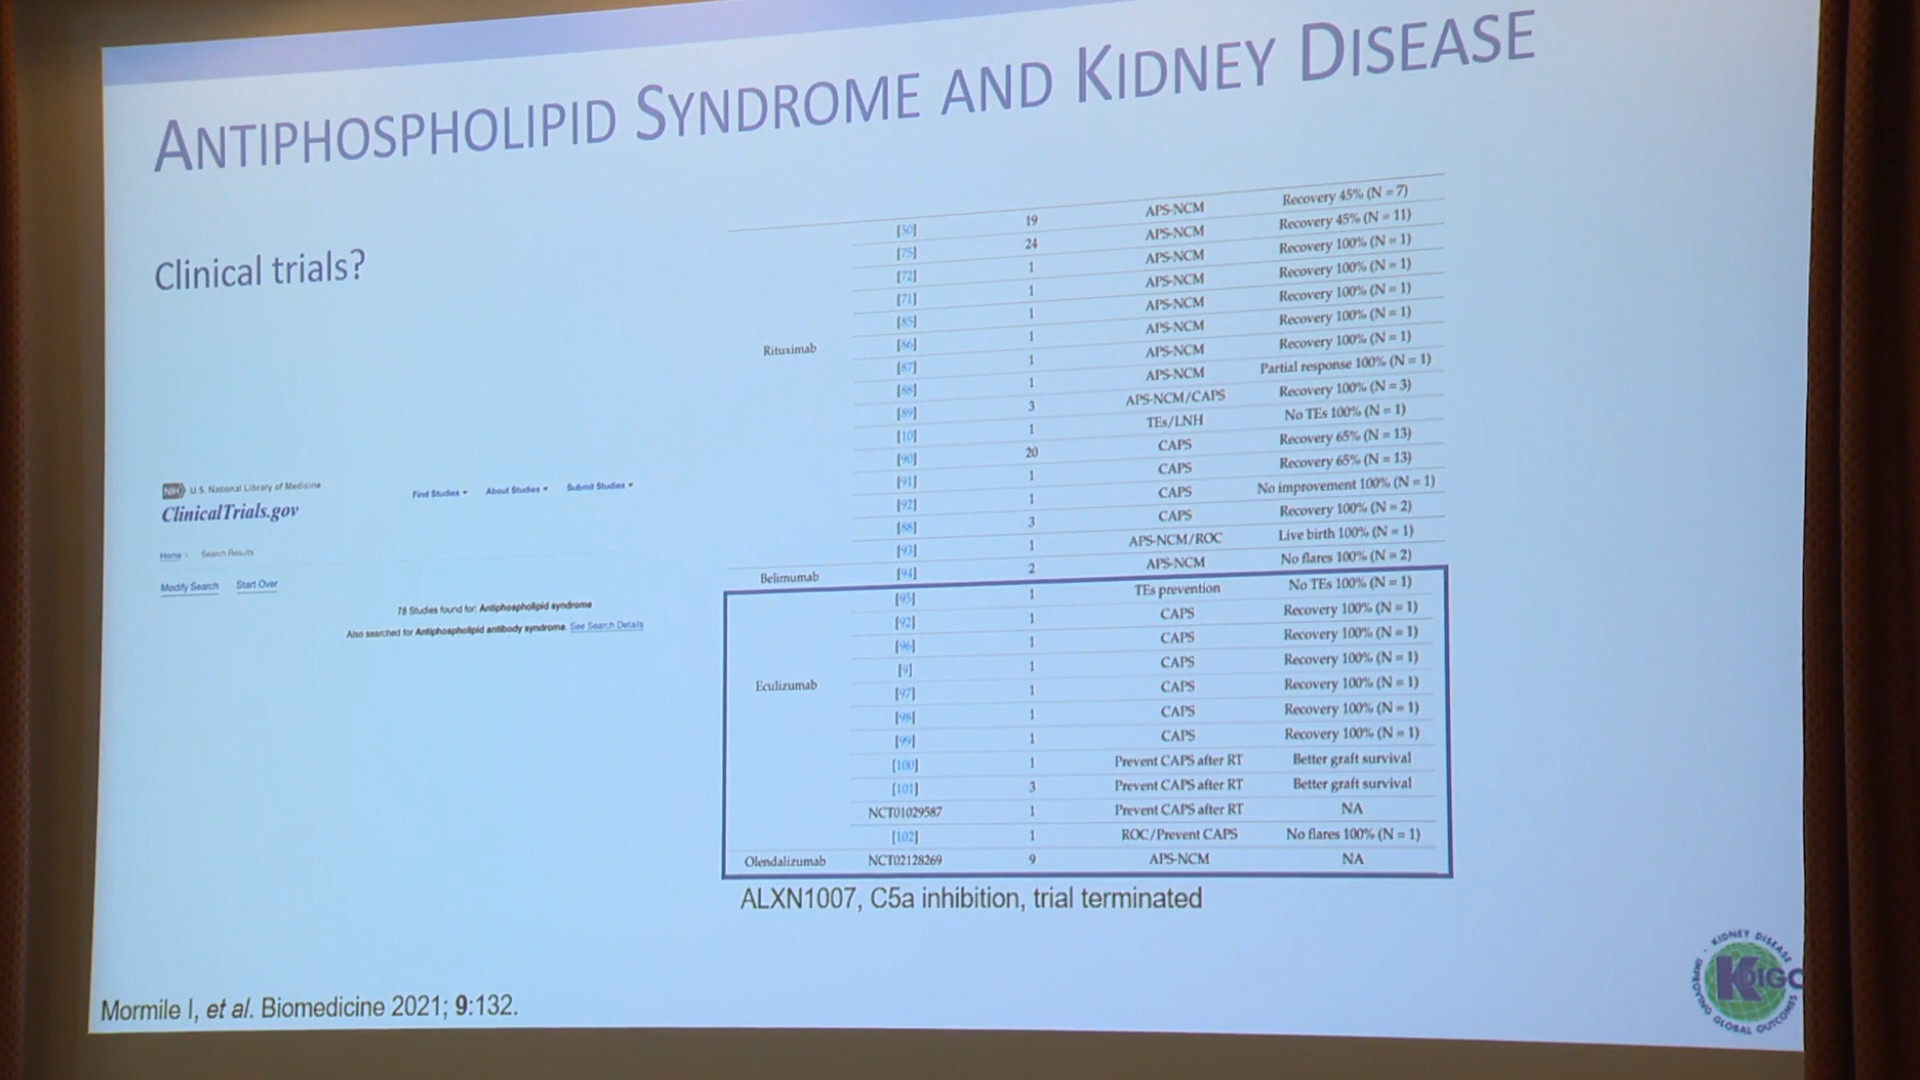 ANTIPHOSPHOLIPID SYNDROME AND KIDNEY DISEASE
Clinical trials?
NIH U.S. National Library of Medicine
ClinicalTrials.gov
Find Studies About Studies Submit Studies
Home › Search Results
Modify Search Start Over
78 Studies found for: Antiphospholipid syndrome
Also searched for Antiphospholipid antibody syndrome. See Search Details
Rituximab
[50] 19 APS-NCM Recovery 45% (N = 7)
[75] 24 APS-NCM Recovery 45% (N = 11)
[72] 1 APS-NCM Recovery 100% (N = 1)
[71] 1 APS-NCM Recovery 100% (N = 1)
[85] 1 APS-NCM Recovery 100% (N = 1)
[86] 1 APS-NCM Recovery 100% (N = 1)
[87] 1 APS-NCM Recovery 100% (N = 1)
[88] 1 APS-NCM Partial response 100% (N = 1)
[89] 3 APS-NCM/CAPS Recovery 100% (N = 3)
[10] 1 TEs/LNH No TEs 100% (N = 1)
[90] 20 CAPS Recovery 65% (N = 13)
[91] 1 CAPS Recovery 65% (N = 13)
[92] 1 CAPS No improvement 100% (N = 1)
[88] 3 CAPS Recovery 100% (N = 2)
[93] 1 APS-NCM/ROC Live birth 100% (N = 1)
Belimumab [94] 2 APS-NCM No flares 100% (N = 2)
Eculizumab
[95] 1 TEs prevention No TEs 100% (N = 1)
[92] 1 CAPS Recovery 100% (N = 1)
[96] 1 CAPS Recovery 100% (N = 1)
[9] 1 CAPS Recovery 100% (N = 1)
[97] 1 CAPS Recovery 100% (N = 1)
[98] 1 CAPS Recovery 100% (N = 1)
[99] 1 CAPS Recovery 100% (N = 1)
[100] 1 Prevent CAPS after RT Better graft survival
[101] 3 Prevent CAPS after RT Better graft survival
NCT01029587 1 Prevent CAPS after RT NA
[102] 1 ROC/Prevent CAPS No flares 100% (N = 1)
Olendalizumab NCT02128269 9 APS-NCM NA
ALXN1007, C5a inhibition, trial terminated
Mormile I, et al. Biomedicine 2021; 9:132.
KIDNEY DISEASE
KDIGO
IMPROVING GLOBAL OUTCOMES